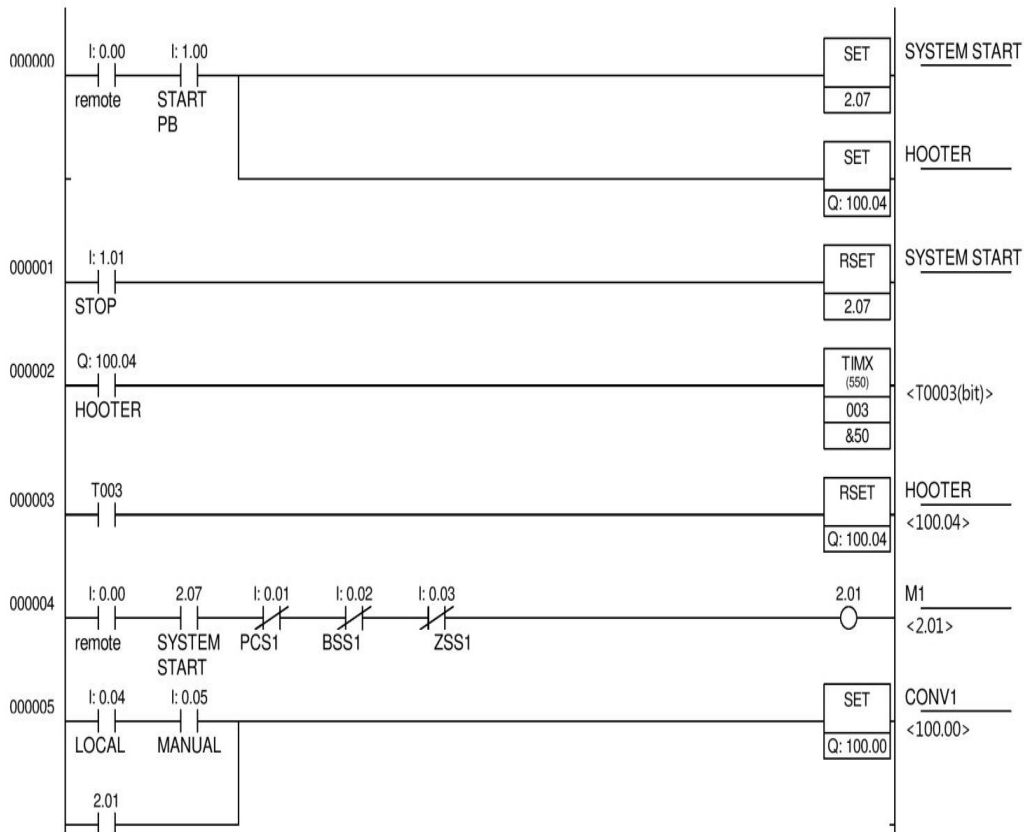 000000
I: 0.00
I: 1.00
remote
START
PB
SET
2.07
SYSTEM START
SET
Q: 100.04
HOOTER
000001
I: 1.01
STOP
RSET
2.07
SYSTEM START
000002
Q: 100.04
HOOTER
TIMX
(550)
003
&50
<T0003(bit)>
000003
T003
RSET
Q: 100.04
HOOTER
<100.04>
000004
I: 0.00
2.07
I: 0.01
I: 0.02
I: 0.03
2.01
remote
SYSTEM
START
PCS1
BSS1
ZSS1
M1
<2.01>
000005
I: 0.04
I: 0.05
LOCAL
MANUAL
SET
Q: 100.00
CONV1
<100.00>
2.01